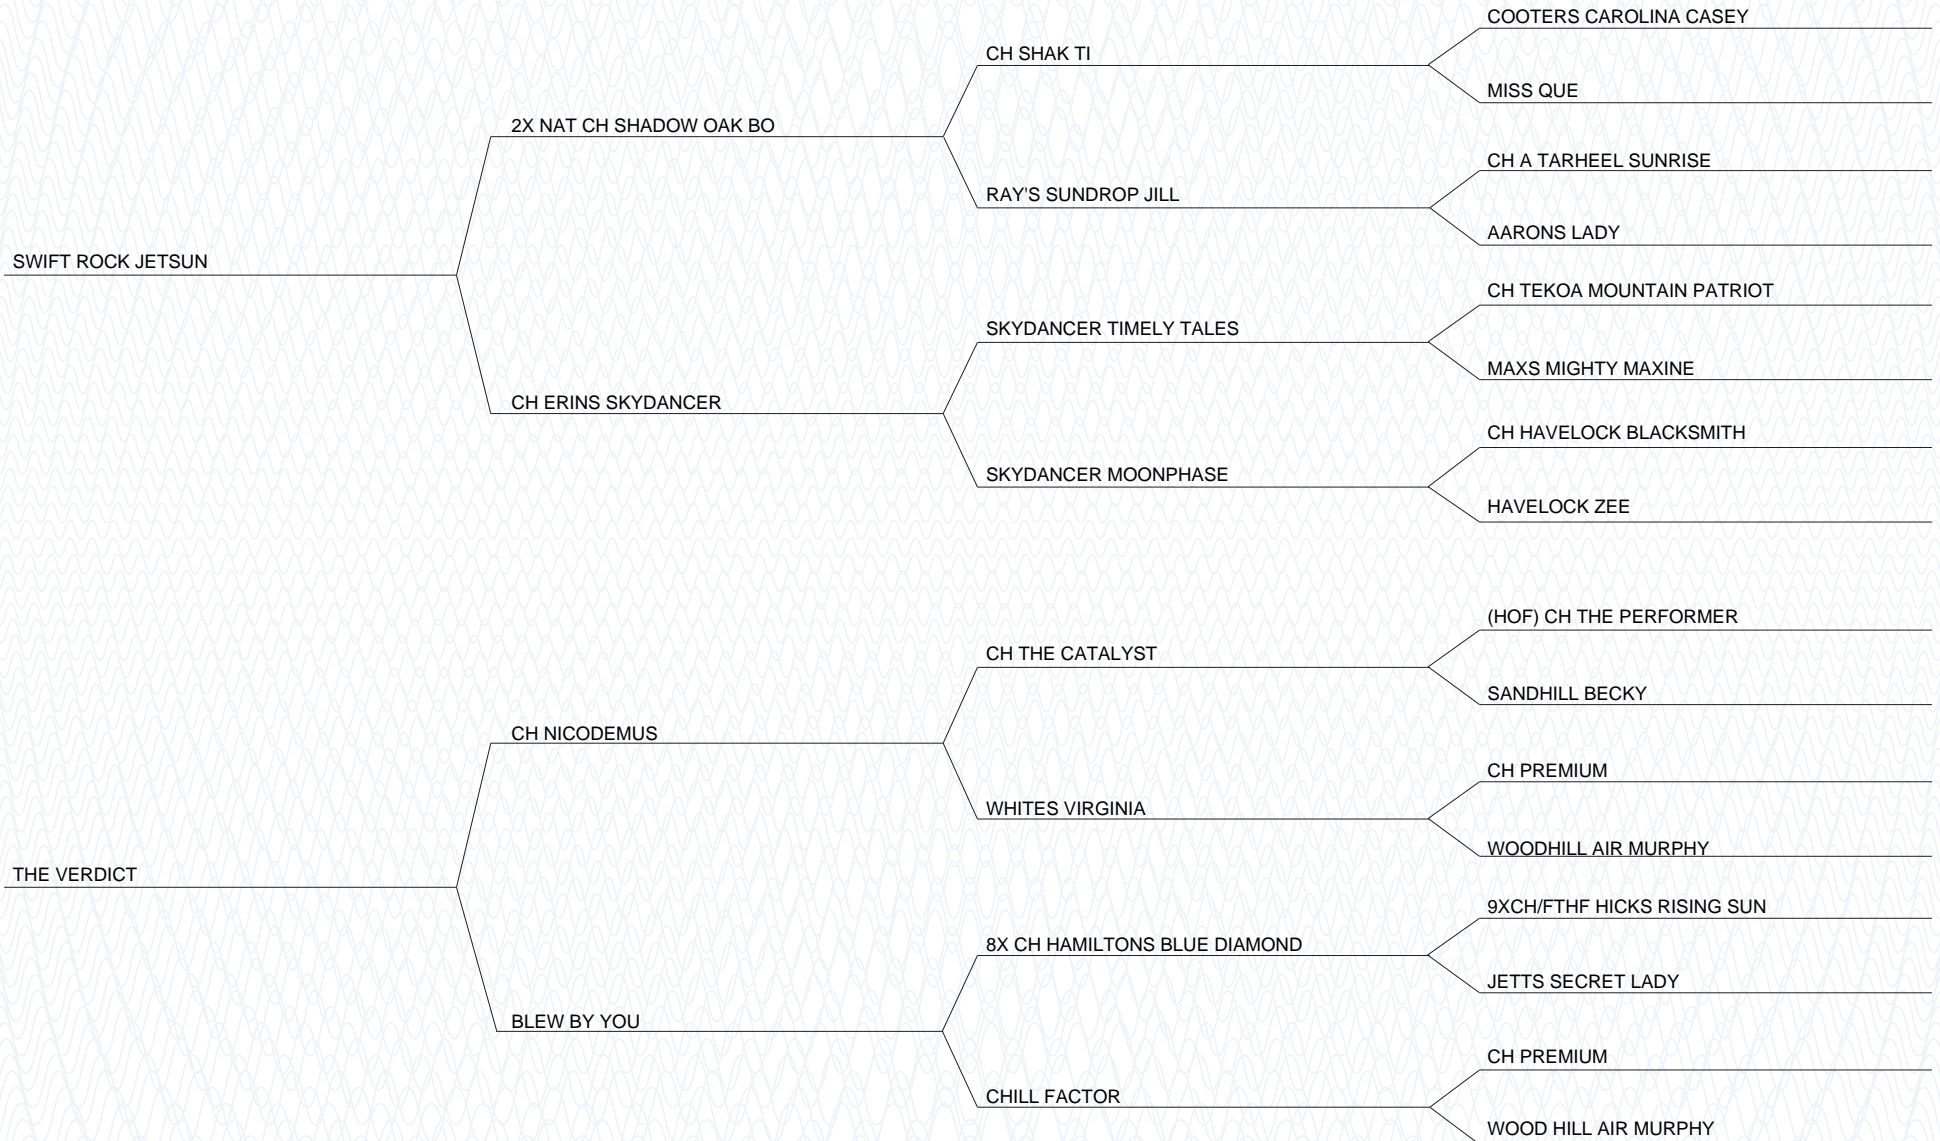 COOTERS CAROLINA CASEY
CH SHAK TI
MISS QUE
2X NAT CH SHADOW OAK BO
CH A TARHEEL SUNRISE
RAY'S SUNDROP JILL
AARONS LADY
SWIFT ROCK JETSUN
CH TEKOA MOUNTAIN PATRIOT
SKYDANCER TIMELY TALES
MAXS MIGHTY MAXINE
CH ERINS SKYDANCER
CH HAVELOCK BLACKSMITH
SKYDANCER MOONPHASE
HAVELOCK ZEE
(HOF) CH THE PERFORMER
CH THE CATALYST
SANDHILL BECKY
CH NICODEMUS
CH PREMIUM
WHITES VIRGINIA
WOODHILL AIR MURPHY
THE VERDICT
9XCH/FTHF HICKS RISING SUN
8X CH HAMILTONS BLUE DIAMOND
JETTS SECRET LADY
BLEW BY YOU
CH PREMIUM
CHILL FACTOR
WOOD HILL AIR MURPHY